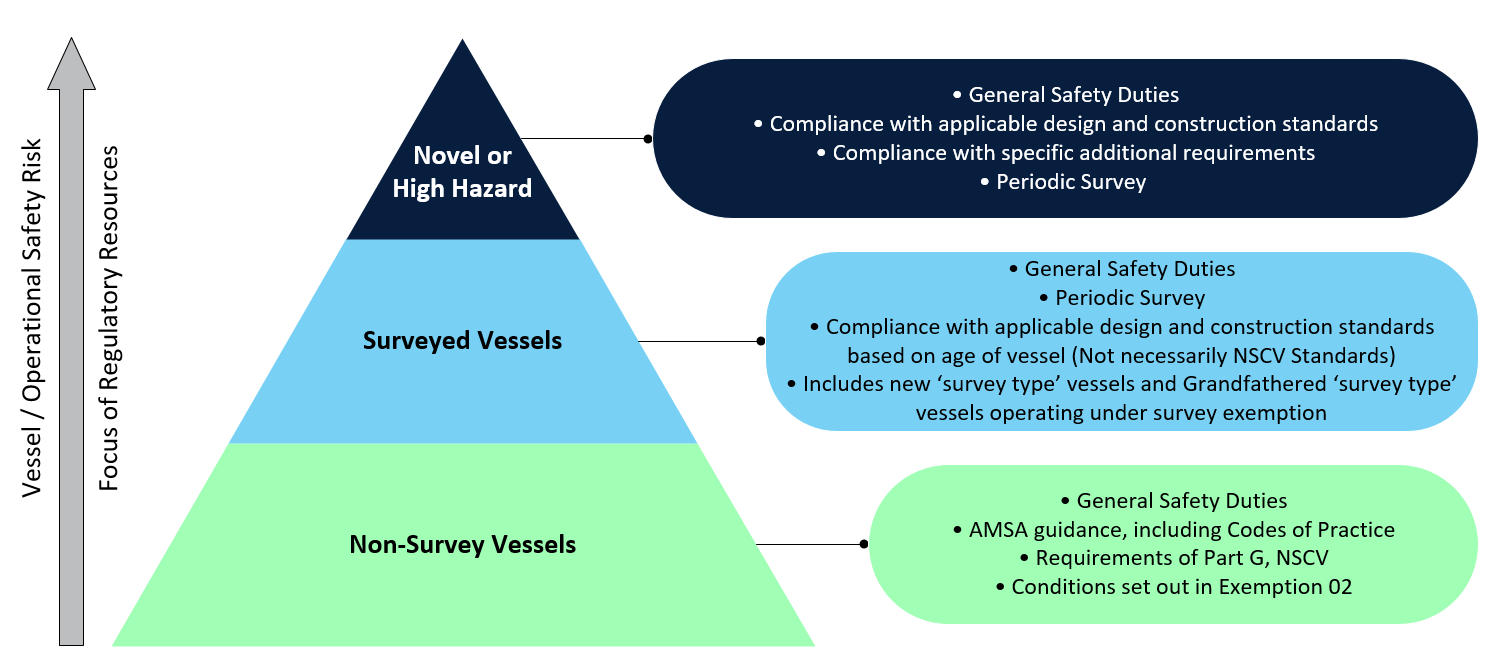 Vessel / Operational Safety Risk
Focus of Regulatory Resources
Novel or
High Hazard
• General Safety Duties
• Compliance with applicable design and construction standards
• Compliance with specific additional requirements
• Periodic Survey
Surveyed Vessels
• General Safety Duties
• Periodic Survey
• Compliance with applicable design and construction standards
based on age of vessel (Not necessarily NSCV Standards)
• Includes new ‘survey type’ vessels and Grandfathered ‘survey type’
vessels operating under survey exemption
Non-Survey Vessels
• General Safety Duties
• AMSA guidance, including Codes of Practice
• Requirements of Part G, NSCV
• Conditions set out in Exemption 02